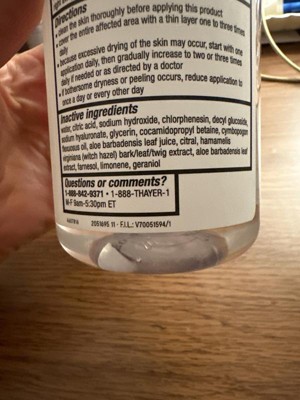 Directions
■ clean the skin thoroughly before applying this product
■ cover the entire affected area with a thin layer one to three times
daily
■ because excessive drying of the skin may occur, start with one
application daily, then gradually increase to two or three times
daily if needed or as directed by a doctor
■ if bothersome dryness or peeling occurs, reduce application to
once a day or every other day
Inactive ingredients
water, citric acid, sodium hydroxide, chlorphenesin, decyl glucoside,
sodium hyaluronate, glycerin, cocamidopropyl betaine, cymbopogon
flexuosus oil, aloe barbadensis leaf juice, citral, hamamelis
virginiana (witch hazel) bark/leaf/twig extract, aloe barbadensis leaf
extract, farnesol, limonene, geraniol
Questions or comments?
1-888-842-9371 • 1-888-THAYER-1
M-F 9am-5:30pm ET
2051695 11 - F.I.L.: V70051594/1